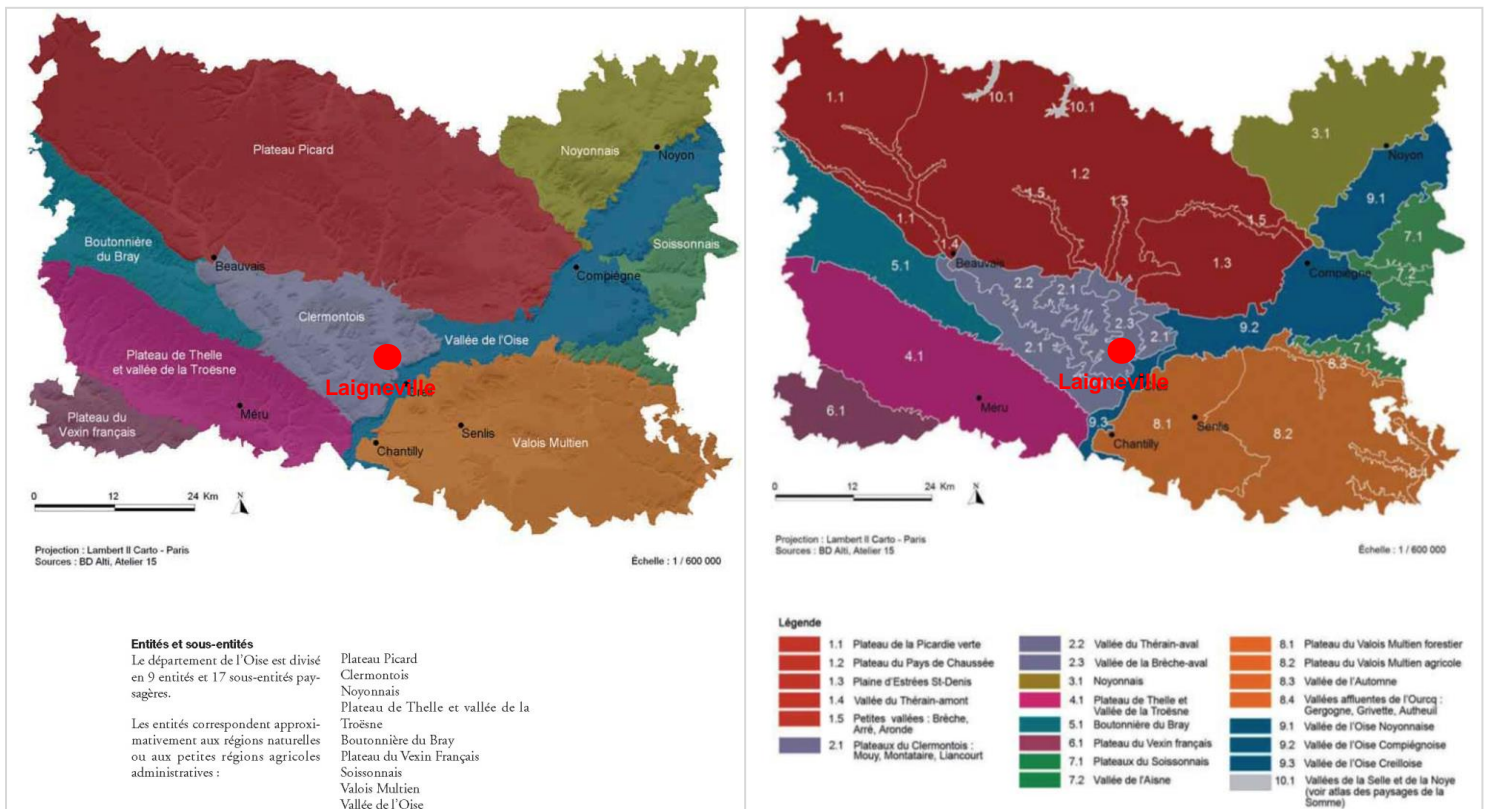 Plateau Picard
Noyonnais
Noyon
Soissonnais
Boutonnière
du Bray
Beauvais
Compiègne
Clermontois
Vallée de l'Oise
Plateau de Thelle
et vallée de la Troësne
Laigneville
Méru
Plateau du
Vexin français
Senlis
Valois Multien
Chantilly
0 12 24 Km
N
Projection : Lambert II Carto - Paris
Sources : BD Alti, Atelier 15
Échelle : 1 / 600 000
Entités et sous-entités
Le département de l'Oise est divisé
en 9 entités et 17 sous-entités pay-
sagères.
Les entités correspondent approxi-
mativement aux régions naturelles
ou aux petites régions agricoles
administratives :
Plateau Picard
Clermontois
Noyonnais
Plateau de Thelle et vallée de la
Troësne
Boutonnière du Bray
Plateau du Vexin Français
Soissonnais
Valois Multien
Vallée de l'Oise
1.1
10.1
10.1
3.1
Noyon
1.2
9.1
1.5
1.5
1.5
1.1
7.1
1.4
Beauvais
1.3
Compiègne
7.2
5.1
2.2
2.1
2.3
2.1
9.2
2.1
4.1
7.1
8.3
Laigneville
Méru
6.1
9.3
8.1
Senlis
8.2
Chantilly
8.4
0 12 24 Km
N
Projection : Lambert II Carto - Paris
Sources : BD Alti, Atelier 15
Échelle : 1 / 600 000
Légende
1.1 Plateau de la Picardie verte
1.2 Plateau du Pays de Chaussée
1.3 Plaine d'Estrées St-Denis
1.4 Vallée du Thérain-amont
1.5 Petites vallées : Brêche,
Arré, Aronde
2.1 Plateaux du Clermontois :
Mouy, Montataire, Liancourt
2.2 Vallée du Thérain-aval
2.3 Vallée de la Brêche-aval
3.1 Noyonnais
4.1 Plateau de Thelle et
Vallée de la Troësne
5.1 Boutonnière du Bray
6.1 Plateau du Vexin français
7.1 Plateaux du Soissonnais
7.2 Vallée de l'Aisne
8.1 Plateau du Valois Multien forestier
8.2 Plateau du Valois Multien agricole
8.3 Vallée de l'Automne
8.4 Vallées affluentes de l'Ourcq :
Gergogne, Grivette, Autheuil
9.1 Vallée de l'Oise Noyonnaise
9.2 Vallée de l'Oise Compiégnoise
9.3 Vallée de l'Oise Creilloise
10.1 Vallées de la Selle et de la Noye
(voir atlas des paysages de la
Somme)